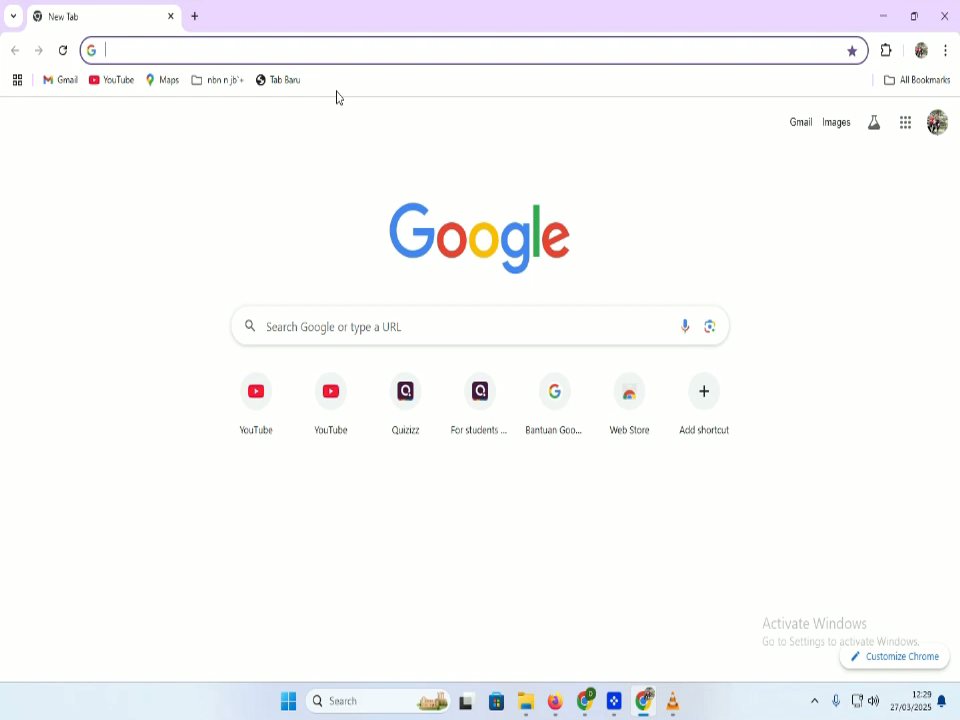 New Tab
Gmail YouTube Maps nbn n jb'+ Tab Baru All Bookmarks
Gmail Images
Google
Search Google or type a URL
YouTube YouTube Quizizz For students ... Bantuan Goo... Web Store Add shortcut
Activate Windows
Go to Settings to activate Windows.
Customize Chrome
Search
12:29
27/03/2025